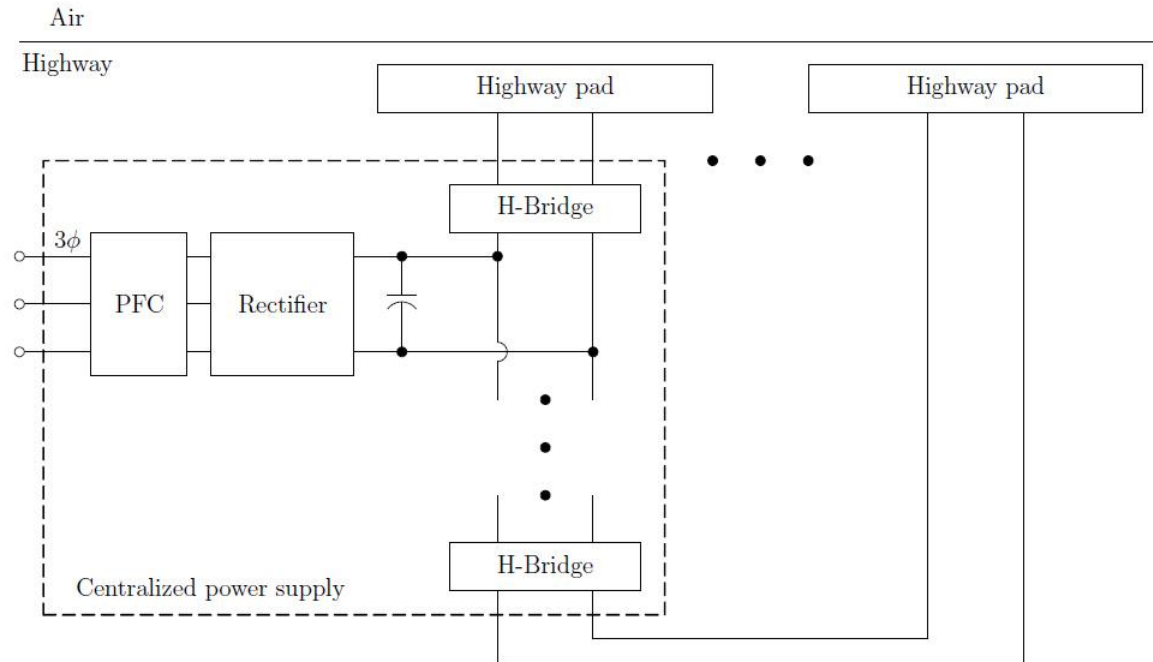 Air
Highway
Highway pad
Highway pad
H-Bridge
3ϕ
PFC
Rectifier
H-Bridge
Centralized power supply